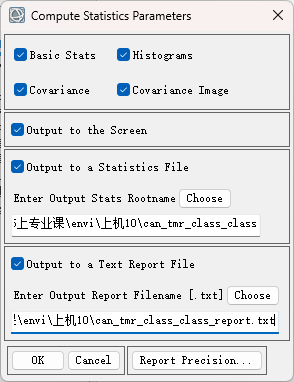 Compute Statistics Parameters
Basic Stats Histograms
Covariance Covariance Image
Output to the Screen
Output to a Statistics File
Enter Output Stats Rootname Choose
上专业课\envi\上机10\can_tmr_class_class
Output to a Text Report File
Enter Output Report Filename [.txt] Choose
\envi\上机10\can_tmr_class_class_report.txt
OK Cancel Report Precision...